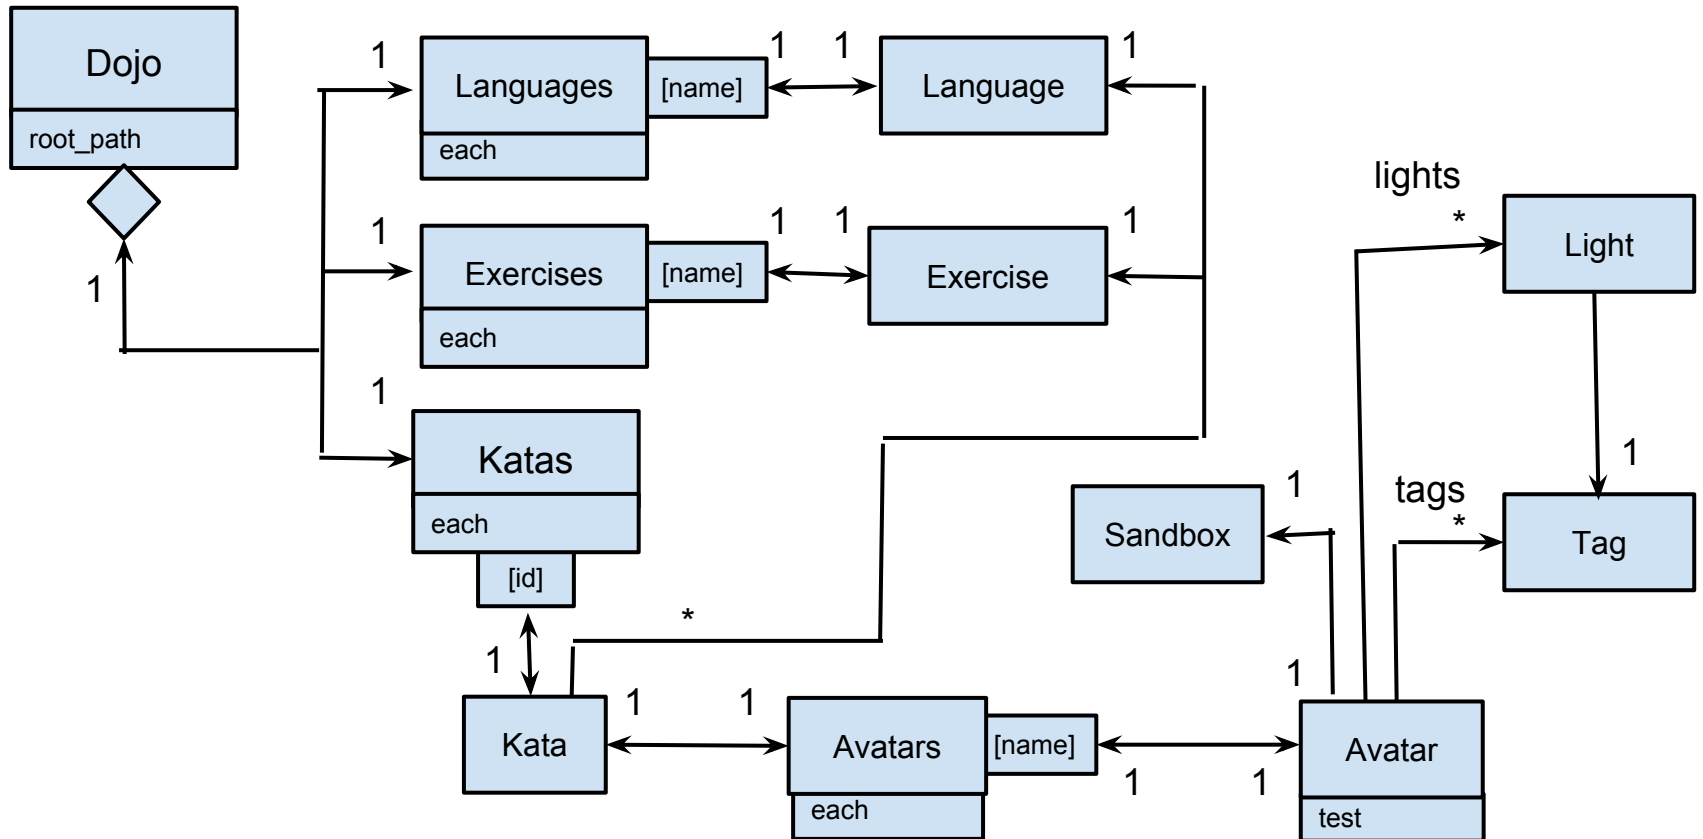 Dojo
root_path
1
1
Languages
each
[name]
1
1
Language
1
1
Exercises
each
[name]
1
1
Exercise
1
1
Katas
each
[id]
1
Kata
*
1
1
Avatars
each
[name]
1
1
Avatar
test
1
Sandbox
1
lights
*
Light
1
tags
*
Tag